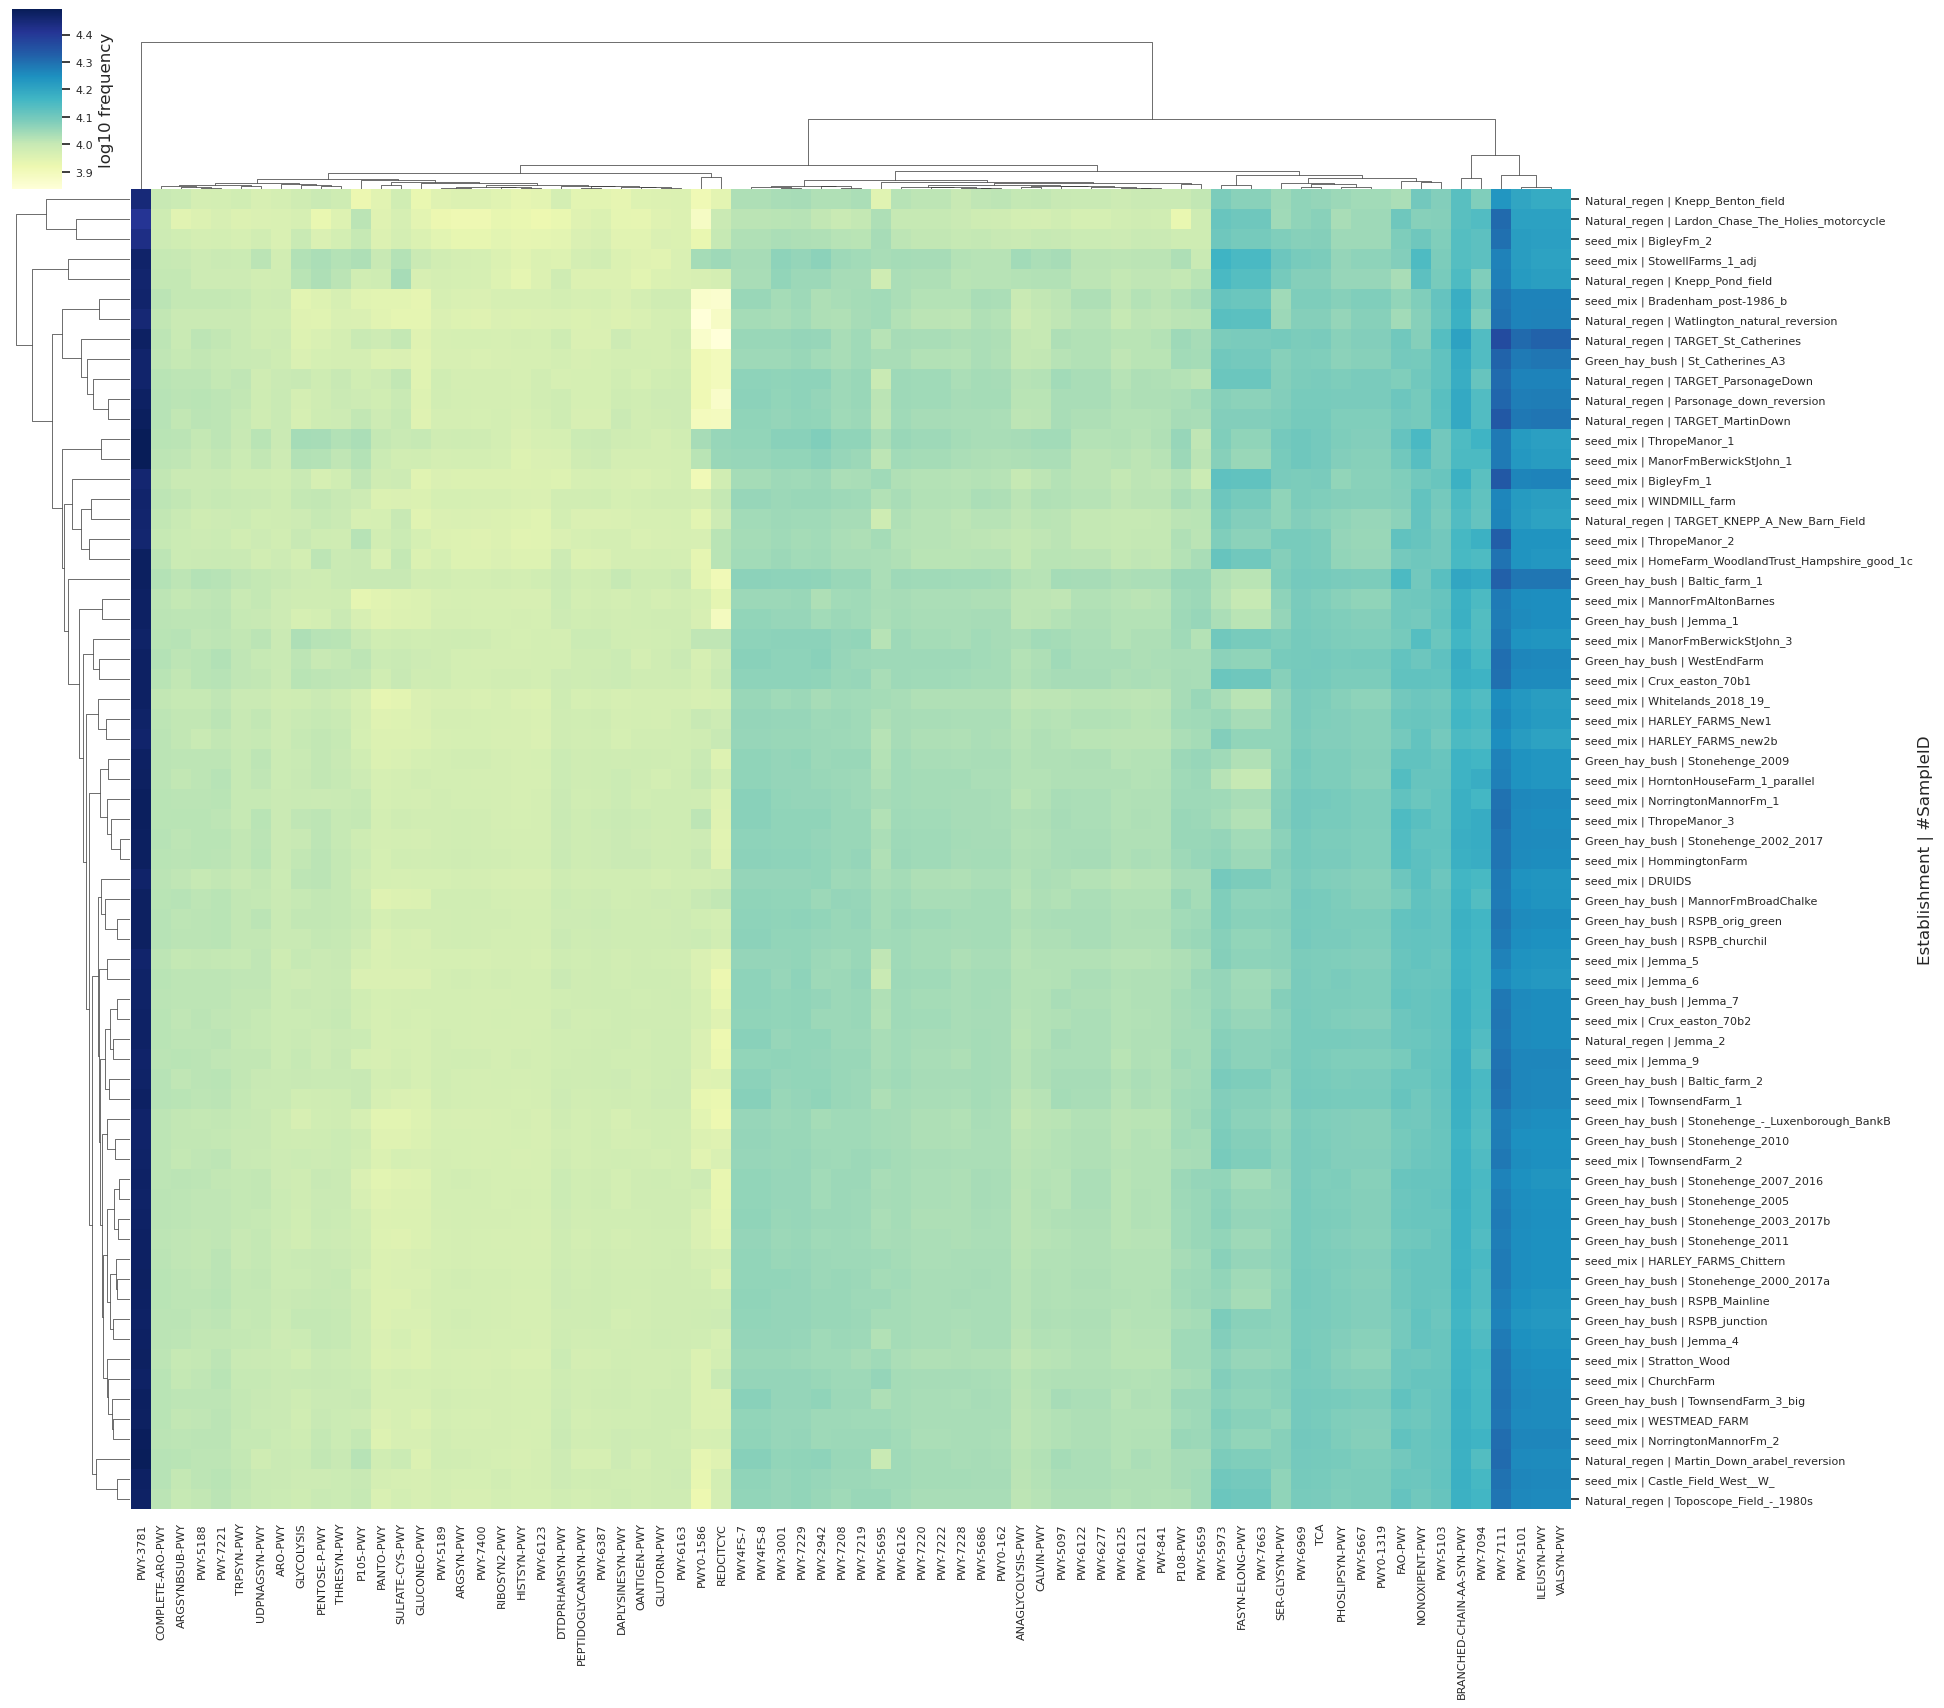 4.4
4.3
4.2
4.1
4.0
3.9
log10 frequency
Natural_regen | Knepp_Benton_field
Natural_regen | Lardon_Chase_The_Holies_motorcycle
seed_mix | BigleyFm_2
seed_mix | StowellFarms_1_adj
Natural_regen | Knepp_Pond_field
seed_mix | Bradenham_post-1986_b
Natural_regen | Watlington_natural_reversion
Natural_regen | TARGET_St_Catherines
Green_hay_bush | St_Catherines_A3
Natural_regen | TARGET_ParsonageDown
Natural_regen | Parsonage_down_reversion
Natural_regen | TARGET_MartinDown
seed_mix | ThropeManor_1
seed_mix | ManorFmBerwickStJohn_1
seed_mix | BigleyFm_1
seed_mix | WINDMILL_farm
Natural_regen | TARGET_KNEPP_A_New_Barn_Field
seed_mix | ThropeManor_2
seed_mix | HomeFarm_WoodlandTrust_Hampshire_good_1c
Green_hay_bush | Baltic_farm_1
seed_mix | MannorFmAltonBarnes
Green_hay_bush | Jemma_1
seed_mix | ManorFmBerwickStJohn_3
Green_hay_bush | WestEndFarm
seed_mix | Crux_easton_70b1
seed_mix | Whitelands_2018_19_
seed_mix | HARLEY_FARMS_New1
seed_mix | HARLEY_FARMS_new2b
Green_hay_bush | Stonehenge_2009
seed_mix | HorntonHouseFarm_1_parallel
seed_mix | NorringtonMannorFm_1
seed_mix | ThropeManor_3
Green_hay_bush | Stonehenge_2002_2017
seed_mix | HommingtonFarm
seed_mix | DRUIDS
Green_hay_bush | MannorFmBroadChalke
Green_hay_bush | RSPB_orig_green
Green_hay_bush | RSPB_churchil
seed_mix | Jemma_5
seed_mix | Jemma_6
Green_hay_bush | Jemma_7
seed_mix | Crux_easton_70b2
Natural_regen | Jemma_2
seed_mix | Jemma_9
Green_hay_bush | Baltic_farm_2
seed_mix | TownsendFarm_1
Green_hay_bush | Stonehenge_-_Luxenborough_BankB
Green_hay_bush | Stonehenge_2010
seed_mix | TownsendFarm_2
Green_hay_bush | Stonehenge_2007_2016
Green_hay_bush | Stonehenge_2005
Green_hay_bush | Stonehenge_2003_2017b
Green_hay_bush | Stonehenge_2011
seed_mix | HARLEY_FARMS_Chittern
Green_hay_bush | Stonehenge_2000_2017a
Green_hay_bush | RSPB_Mainline
Green_hay_bush | RSPB_junction
Green_hay_bush | Jemma_4
seed_mix | Stratton_Wood
seed_mix | ChurchFarm
Green_hay_bush | TownsendFarm_3_big
seed_mix | WESTMEAD_FARM
seed_mix | NorringtonMannorFm_2
Natural_regen | Martin_Down_arabel_reversion
seed_mix | Castle_Field_West__W_
Natural_regen | Toposcope_Field_-_1980s
Establishment | #SampleID
PWY-3781
COMPLETE-ARO-PWY
ARGSYNBSUB-PWY
PWY-5188
PWY-7221
TRPSYN-PWY
UDPNAGSYN-PWY
ARO-PWY
GLYCOLYSIS
PENTOSE-P-PWY
THRESYN-PWY
P105-PWY
PANTO-PWY
SULFATE-CYS-PWY
GLUCONEO-PWY
PWY-5189
ARGSYN-PWY
PWY-7400
RIBOSYN2-PWY
HISTSYN-PWY
PWY-6123
DTDPRHAMSYN-PWY
PEPTIDOGLYCANSYN-PWY
PWY-6387
DAPLYSINESYN-PWY
OANTIGEN-PWY
GLUTORN-PWY
PWY-6163
PWY0-1586
REDCITCYC
PWY4FS-7
PWY4FS-8
PWY-3001
PWY-7229
PWY-2942
PWY-7208
PWY-7219
PWY-5695
PWY-6126
PWY-7220
PWY-7222
PWY-7228
PWY-5686
PWY0-162
ANAGLYCOLYSIS-PWY
CALVIN-PWY
PWY-5097
PWY-6122
PWY-6277
PWY-6125
PWY-6121
PWY-841
P108-PWY
PWY-5659
PWY-5973
FASYN-ELONG-PWY
PWY-7663
SER-GLYSYN-PWY
PWY-6969
TCA
PHOSLIPSYN-PWY
PWY-5667
PWY0-1319
FAO-PWY
NONOXIPENT-PWY
PWY-5103
BRANCHED-CHAIN-AA-SYN-PWY
PWY-7094
PWY-7111
PWY-5101
ILEUSYN-PWY
VALSYN-PWY